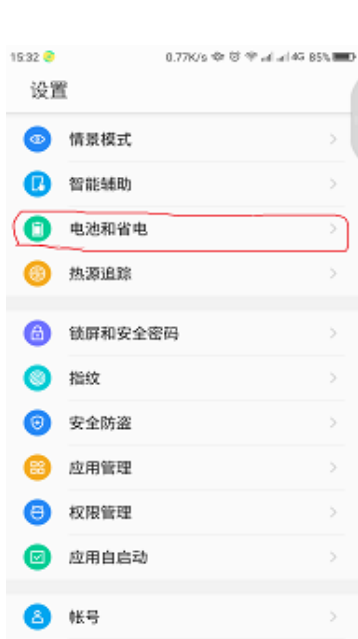 15:32 0.77K/s 4G 85%
设置
情景模式
智能辅助
电池和省电
热源追踪
锁屏和安全密码
指纹
安全防盗
应用管理
权限管理
应用自启动
帐号